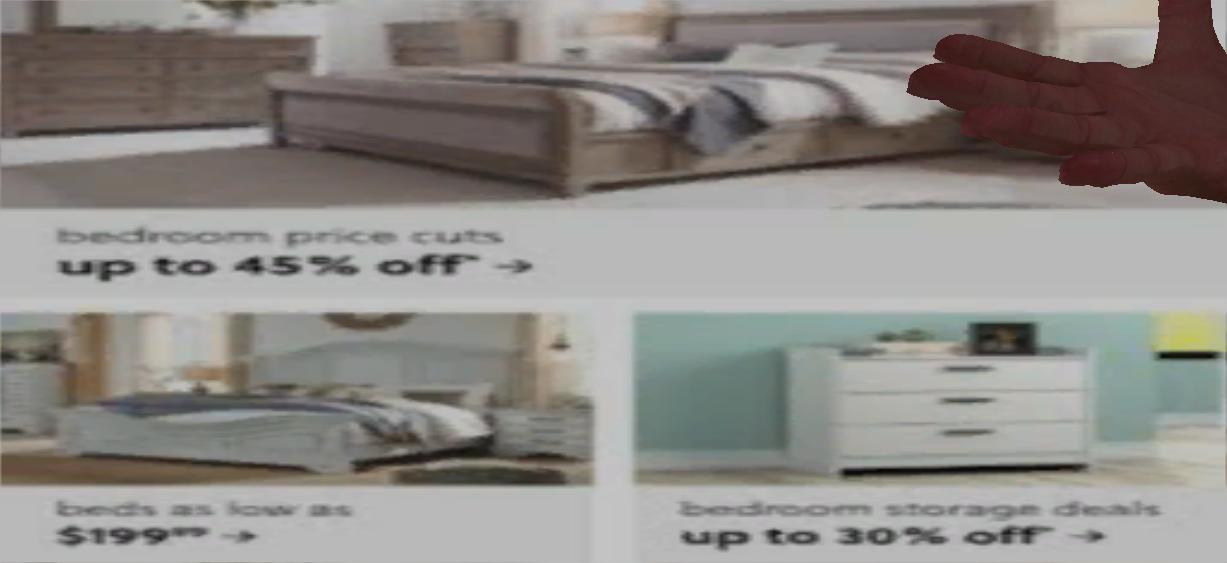 bedroom price cuts
up to 45% off* →
beds as low as
$199⁹⁹ →
bedroom storage deals
up to 30% off* →